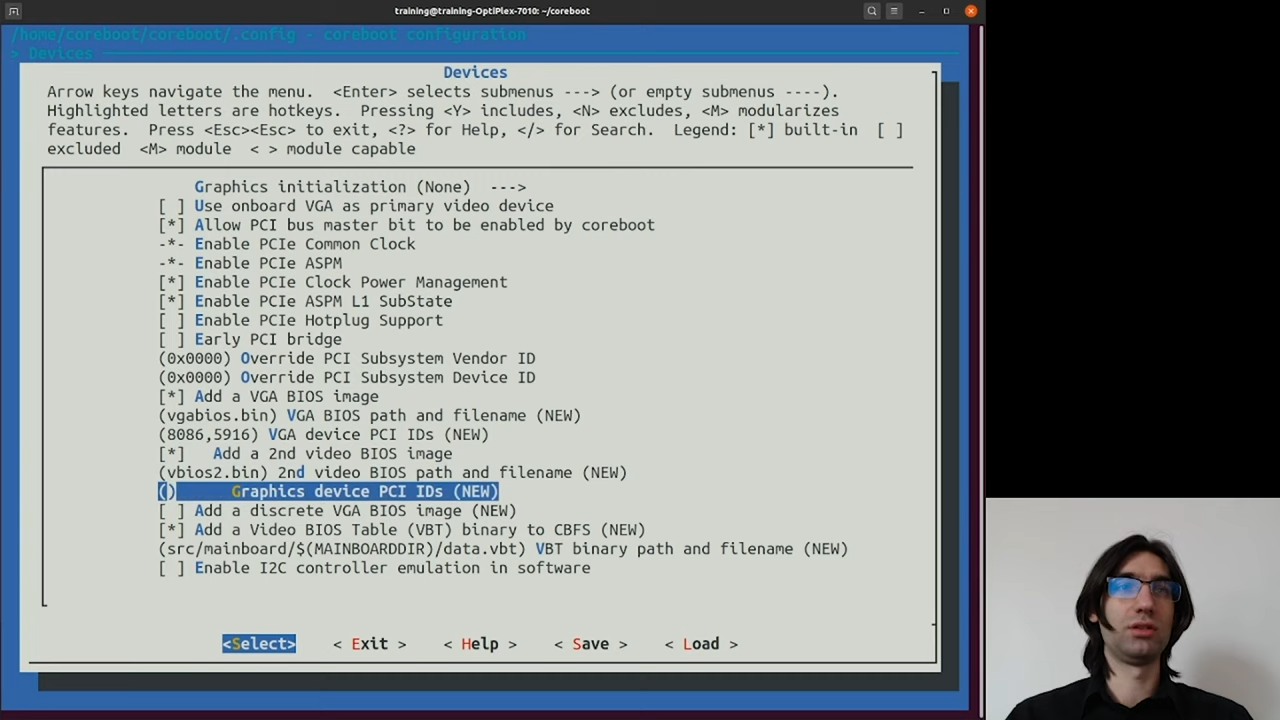 training@training-OptiPlex-7010: ~/coreboot
/home/coreboot/coreboot/.config - coreboot configuration
> Devices
Devices
Arrow keys navigate the menu.  <Enter> selects submenus ---> (or empty submenus ----).
Highlighted letters are hotkeys.  Pressing <Y> includes, <N> excludes, <M> modularizes
features.  Press <Esc><Esc> to exit, <?> for Help, </> for Search.  Legend: [*] built-in  [ ]
excluded  <M> module  < > module capable
Graphics initialization (None)  --->
[ ] Use onboard VGA as primary video device
[*] Allow PCI bus master bit to be enabled by coreboot
-*- Enable PCIe Common Clock
-*- Enable PCIe ASPM
[*] Enable PCIe Clock Power Management
[*] Enable PCIe ASPM L1 SubState
[ ] Enable PCIe Hotplug Support
[ ] Early PCI bridge
(0x0000) Override PCI Subsystem Vendor ID
(0x0000) Override PCI Subsystem Device ID
[*] Add a VGA BIOS image
(vgabios.bin) VGA BIOS path and filename (NEW)
(8086,5916) VGA device PCI IDs (NEW)
[*]   Add a 2nd video BIOS image
(vbios2.bin) 2nd video BIOS path and filename (NEW)
()      Graphics device PCI IDs (NEW)
[ ] Add a discrete VGA BIOS image (NEW)
[*] Add a Video BIOS Table (VBT) binary to CBFS (NEW)
(src/mainboard/$(MAINBOARDDIR)/data.vbt) VBT binary path and filename (NEW)
[ ] Enable I2C controller emulation in software
<Select>    < Exit >    < Help >    < Save >    < Load >